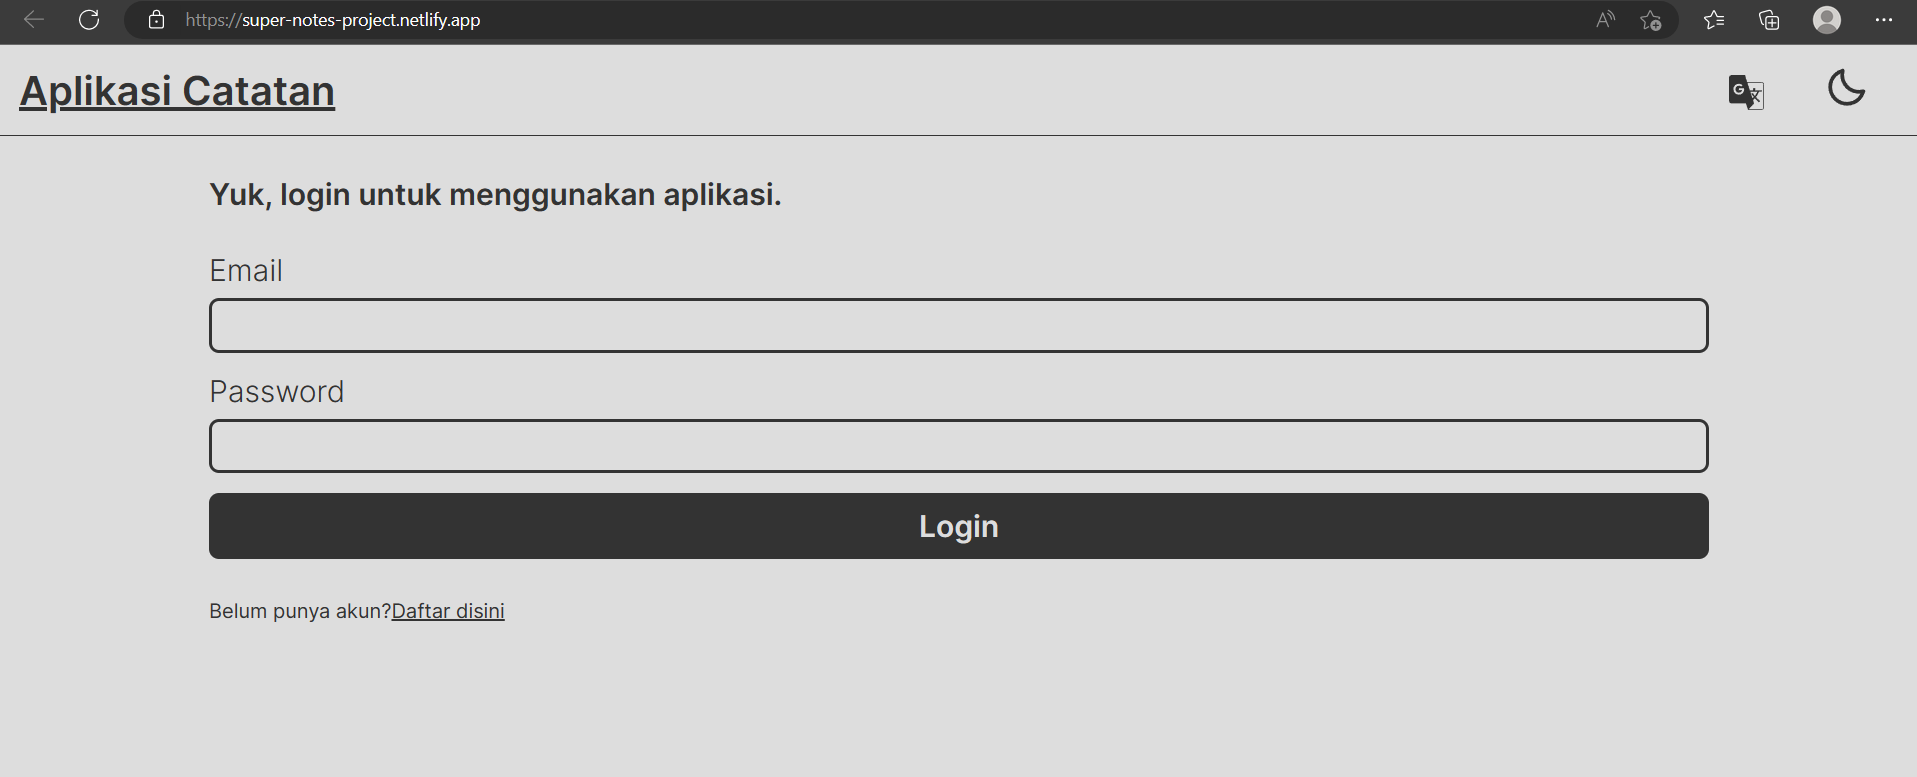 https://super-notes-project.netlify.app
Aplikasi Catatan
Yuk, login untuk menggunakan aplikasi.
Email
Password
Login
Belum punya akun?Daftar disini